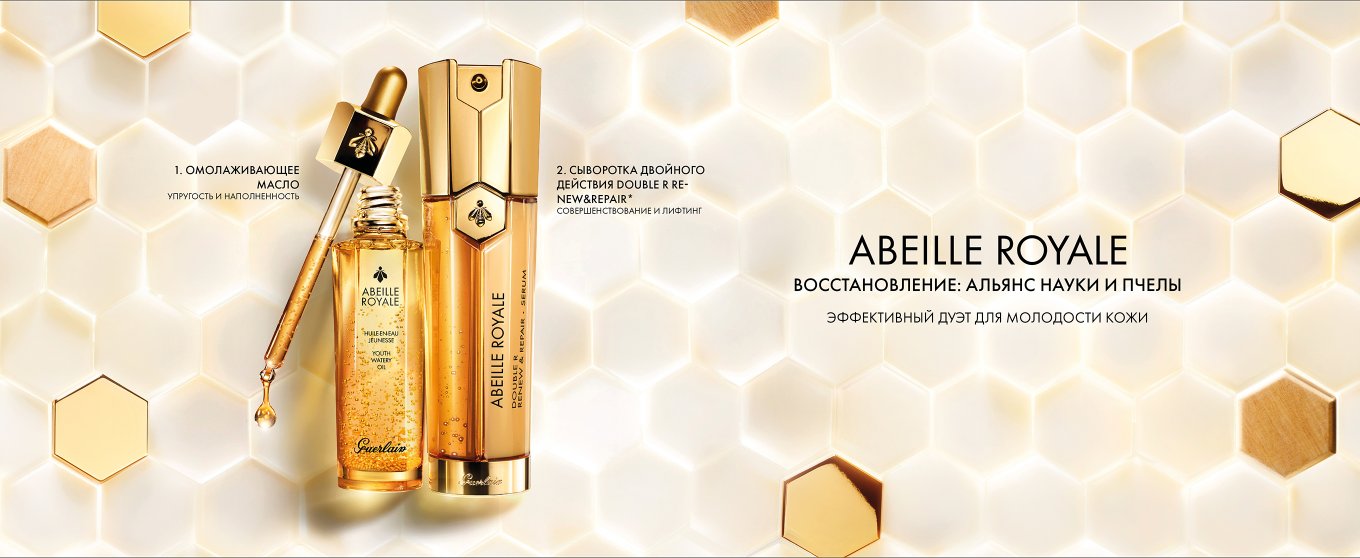 1. ОМОЛАЖИВАЮЩЕЕ
МАСЛО
УПРУГОСТЬ И НАПОЛНЕННОСТЬ
2. СЫВОРОТКА ДВОЙНОГО
ДЕЙСТВИЯ DOUBLE R RE-
NEW&REPAIR*
СОВЕРШЕНСТВОВАНИЕ И ЛИФТИНГ
ABEILLE
ROYALE
HUILE-EN-EAU
JEUNESSE
YOUTH
WATERY
OIL
Guerlain
ABEILLE ROYALE
DOUBLE R
RENEW & REPAIR - SERUM
Guerlain
ABEILLE ROYALE
ВОССТАНОВЛЕНИЕ: АЛЬЯНС НАУКИ И ПЧЕЛЫ
ЭФФЕКТИВНЫЙ ДУЭТ ДЛЯ МОЛОДОСТИ КОЖИ